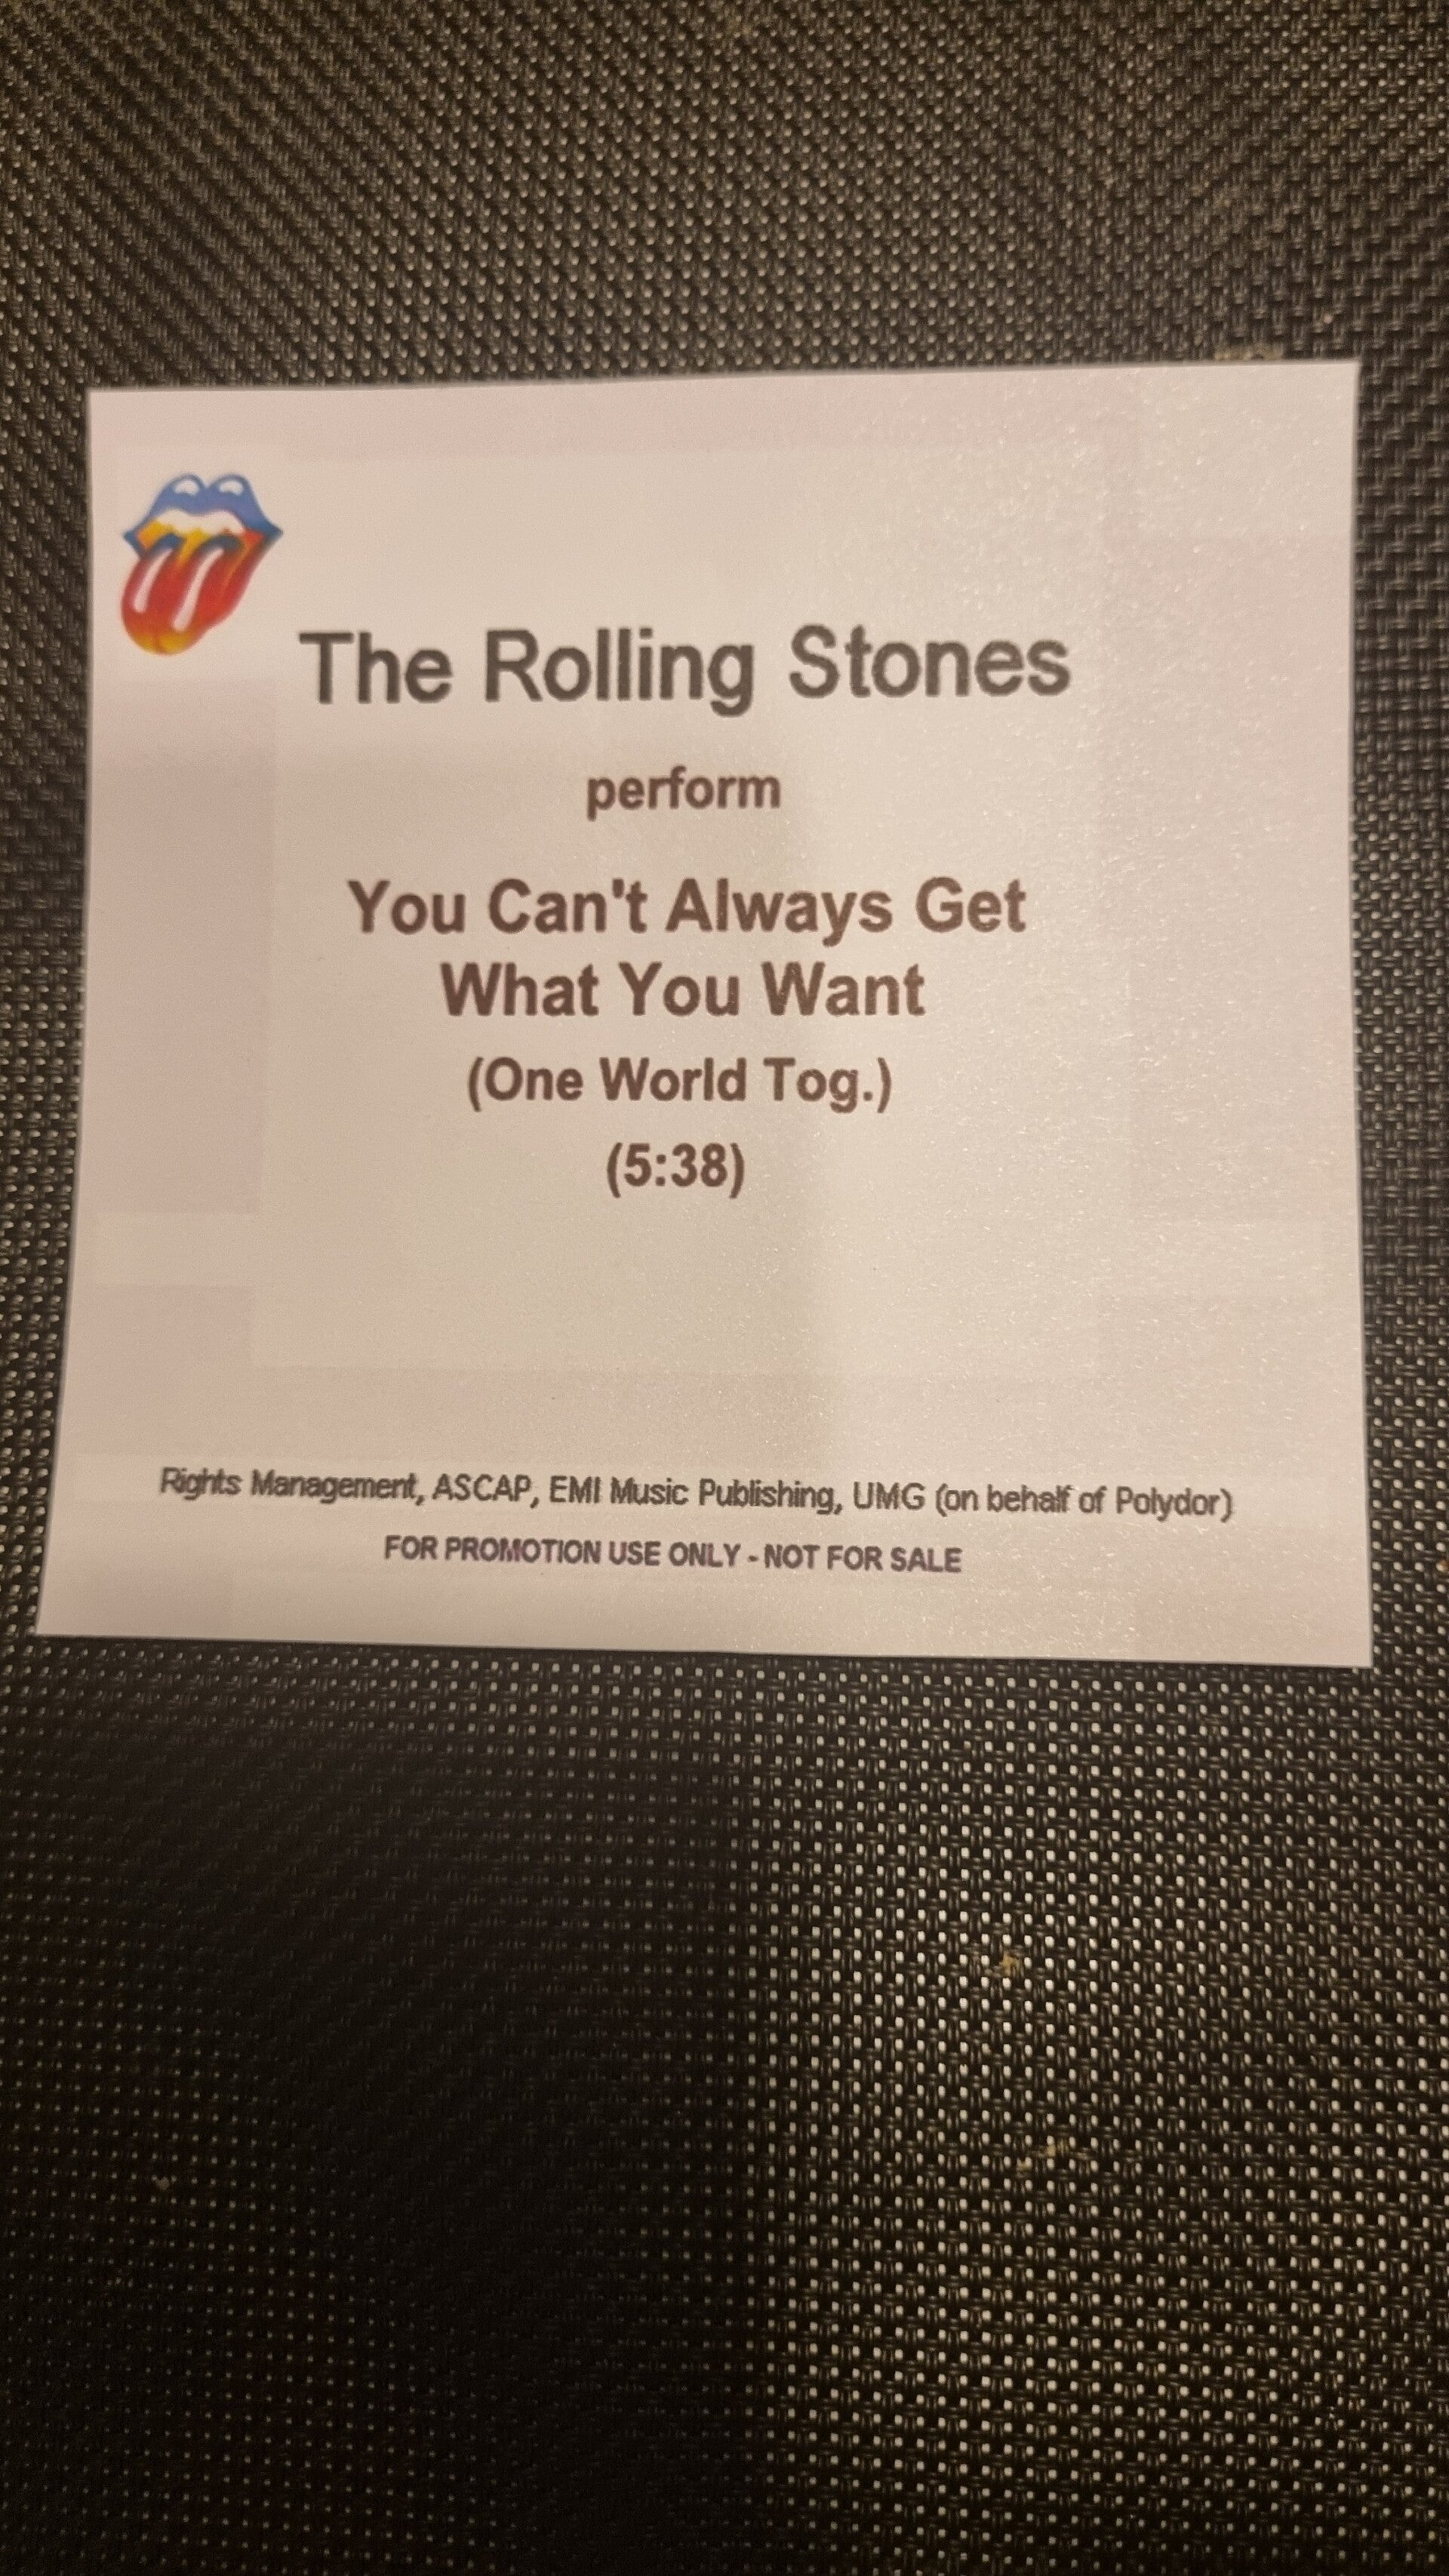 The Rolling Stones
perform
You Can't Always Get
What You Want
(One World Tog.)
(5:38)
Rights Management, ASCAP, EMI Music Publishing, UMG (on behalf of Polydor)
FOR PROMOTION USE ONLY - NOT FOR SALE